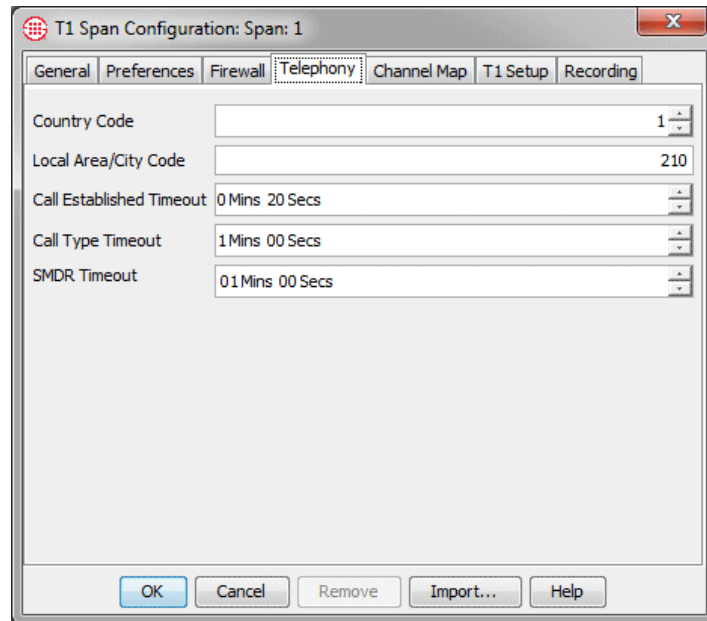 T1 Span Configuration: Span: 1
General Preferences Firewall Telephony Channel Map T1 Setup Recording
Country Code 1
Local Area/City Code 210
Call Established Timeout 0 Mins 20 Secs
Call Type Timeout 1 Mins 00 Secs
SMDR Timeout 01 Mins 00 Secs
OK Cancel Remove Import... Help